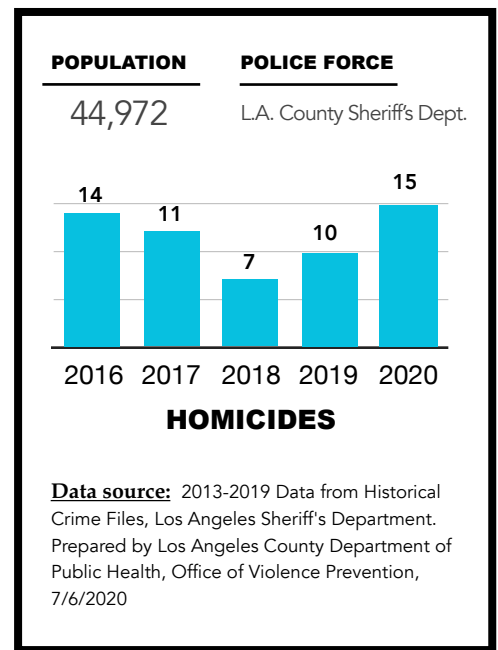 POPULATION POLICE FORCE
44,972 L.A. County Sheriff's Dept.
14 11 7 10 15
2016 2017 2018 2019 2020
HOMICIDES
Data source: 2013-2019 Data from Historical
Crime Files, Los Angeles Sheriff's Department.
Prepared by Los Angeles County Department of
Public Health, Office of Violence Prevention,
7/6/2020